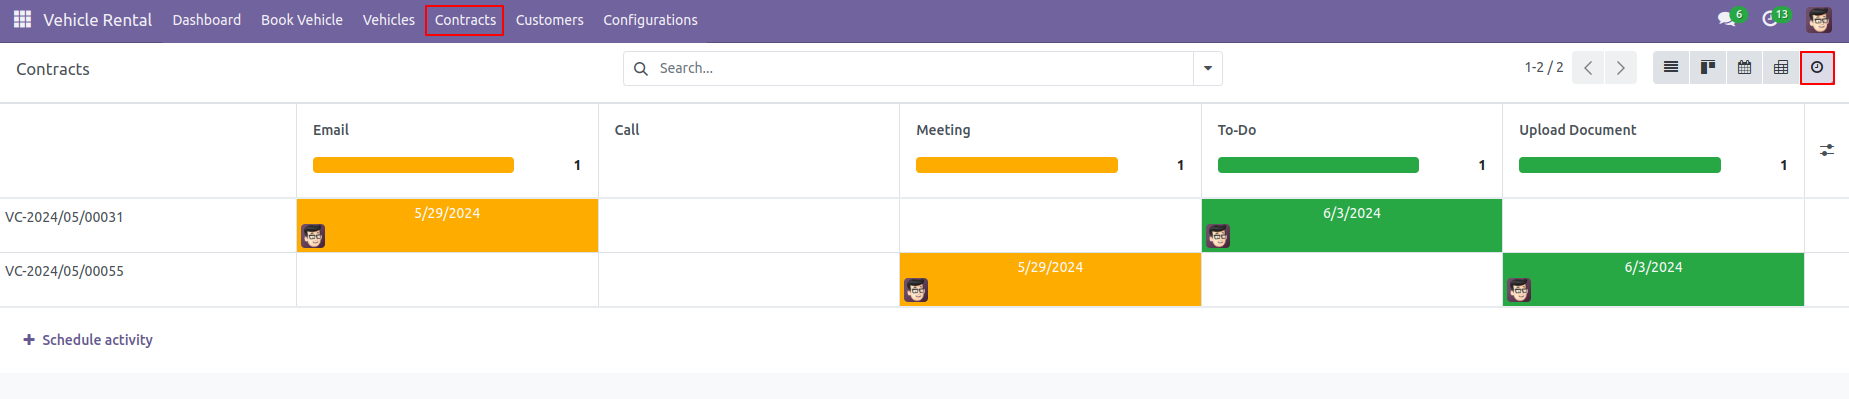 Vehicle Rental Dashboard Book Vehicle Vehicles Contracts Customers Configurations 6 13
Contracts Search... 1-2 / 2
Email Call Meeting To-Do Upload Document
1 1 1 1
VC-2024/05/00031 5/29/2024 6/3/2024
VC-2024/05/00055 5/29/2024 6/3/2024
+ Schedule activity